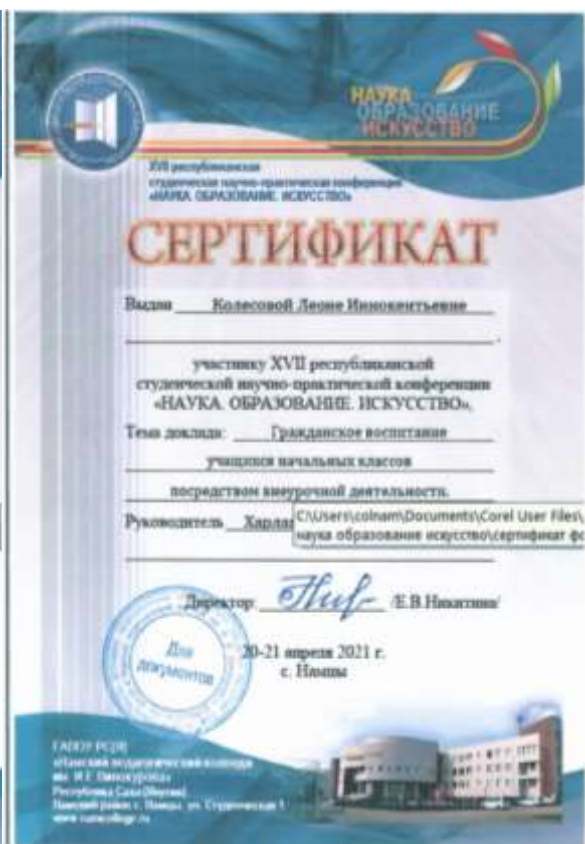 НАУКА
ОБРАЗОВАНИЕ
ИСКУССТВО
XVII республиканская
студенческая научно-практическая конференция
«НАУКА. ОБРАЗОВАНИЕ. ИСКУССТВО»
СЕРТИФИКАТ
Выдан Колесовой Леоне Иннокентьевне
участнику XVII республиканской
студенческой научно-практической конференции
«НАУКА. ОБРАЗОВАНИЕ. ИСКУССТВО»,
Тема доклада: Гражданское воспитание
учащихся начальных классов
посредством внеурочной деятельности.
Руководитель Харла
C:\Users\colnam\Documents\Corel User Files\
наука образование искусство\сертификат фо
Директор: /Е.В.Никитина/
Для
документов
20-21 апреля 2021 г.
с. Намцы
ГАПОУ РС(Я)
«Намский педагогический колледж
им. И.Е.Винокурова»
Республика Саха (Якутия)
Намский район с. Намцы, ул. Студенческая 1